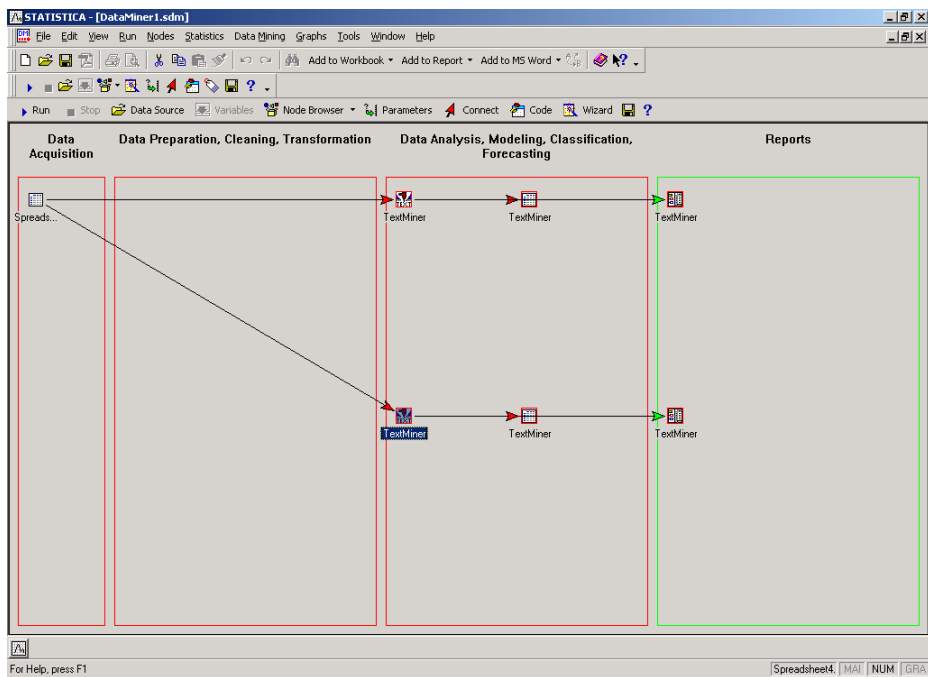 STATISTICA - [DataMiner1.sdm]
File Edit View Run Nodes Statistics Data Mining Graphs Tools Window Help
Add to Workbook Add to Report Add to MS Word
Run Stop Data Source Variables Node Browser Parameters Connect Code Wizard ?
Data Acquisition
Data Preparation, Cleaning, Transformation
Data Analysis, Modeling, Classification,
Forecasting
Reports
Spreads... TextMiner TextMiner TextMiner
TextMiner TextMiner TextMiner
For Help, press F1 Spreadsheet4. MAI NUM GRA